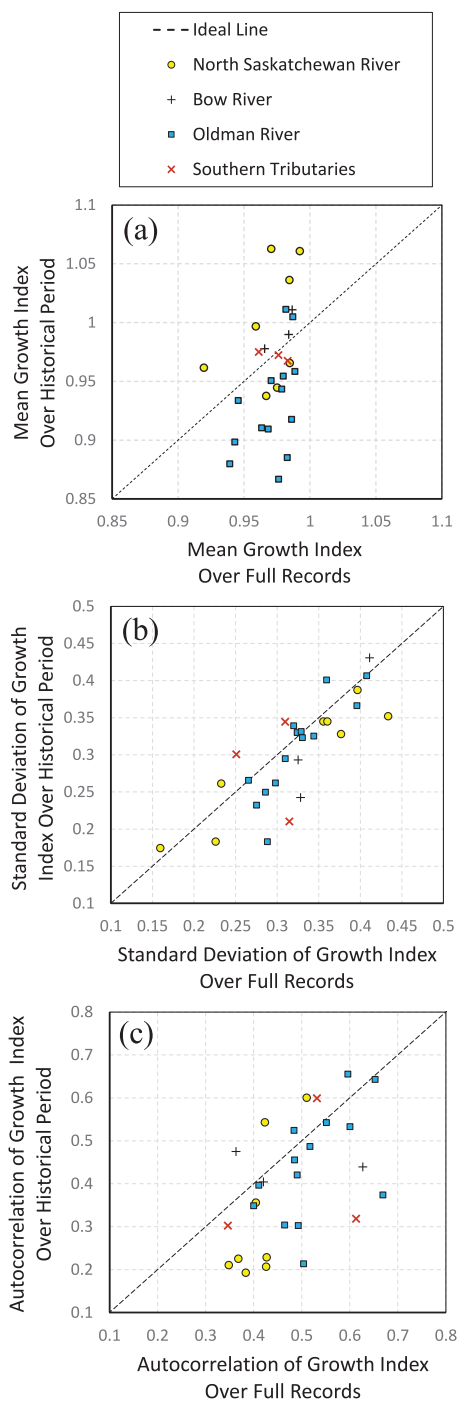 Ideal Line
North Saskatchewan River
Bow River
Oldman River
Southern Tributaries
(a)
Mean Growth Index
Over Historical Period
1.1
1.05
1
0.95
0.9
0.85
0.85 0.9 0.95 1 1.05 1.1
Mean Growth Index
Over Full Records
(b)
Standard Deviation of Growth
Index Over Historical Period
0.5
0.45
0.4
0.35
0.3
0.25
0.2
0.15
0.1
0.1 0.15 0.2 0.25 0.3 0.35 0.4 0.45 0.5
Standard Deviation of Growth Index
Over Full Records
(c)
Autocorrelation of Growth Index
Over Historical Period
0.8
0.7
0.6
0.5
0.4
0.3
0.2
0.1
0.1 0.2 0.3 0.4 0.5 0.6 0.7 0.8
Autocorrelation of Growth Index
Over Full Records